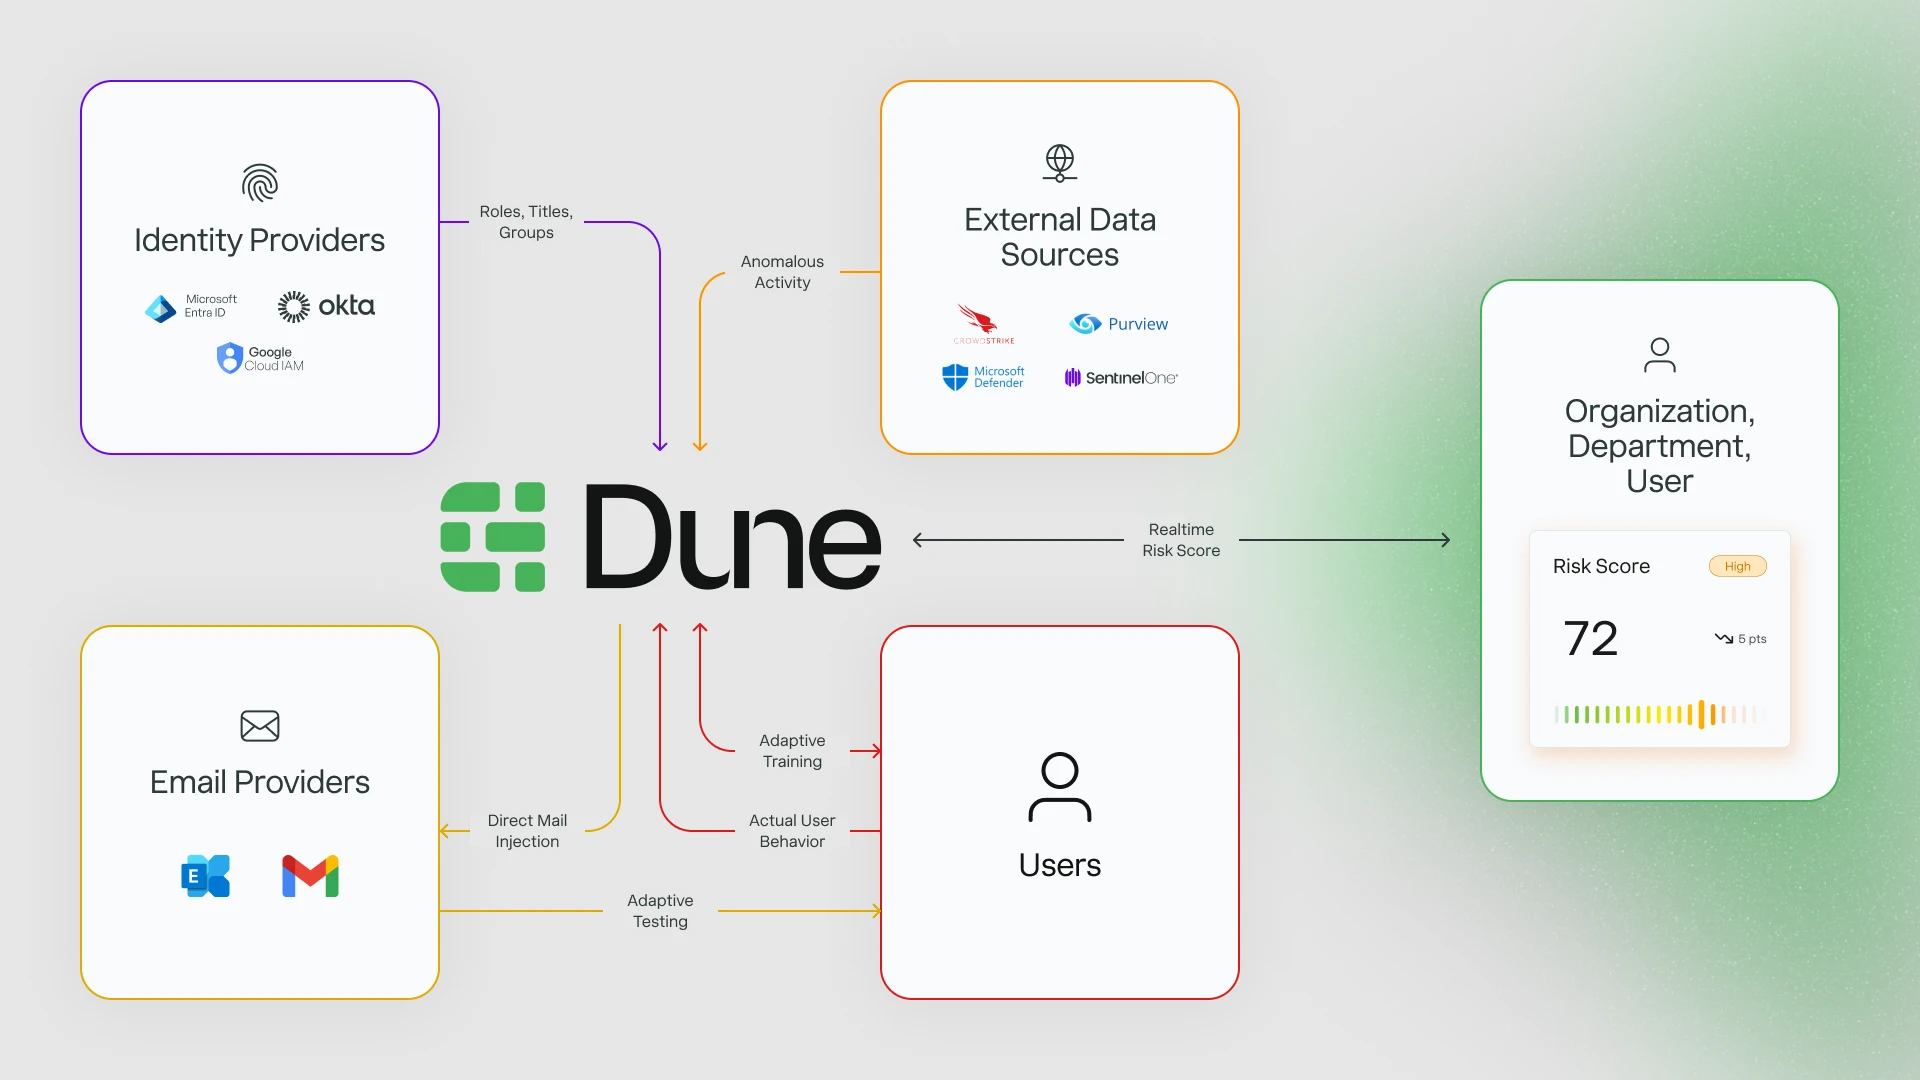 Identity Providers
Microsoft
Entra ID
okta
Google
Cloud IAM
Roles, Titles,
Groups
Anomalous
Activity
External Data
Sources
CROWDSTRIKE
Purview
Microsoft
Defender
SentinelOne
Dune
Realtime
Risk Score
Organization,
Department,
User
Risk Score
High
72
5 pts
Email Providers
E
Direct Mail
Injection
Adaptive
Training
Actual User
Behavior
Adaptive
Testing
Users